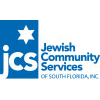 jcs
Jewish
Community
Services
OF SOUTH FLORIDA, INC.